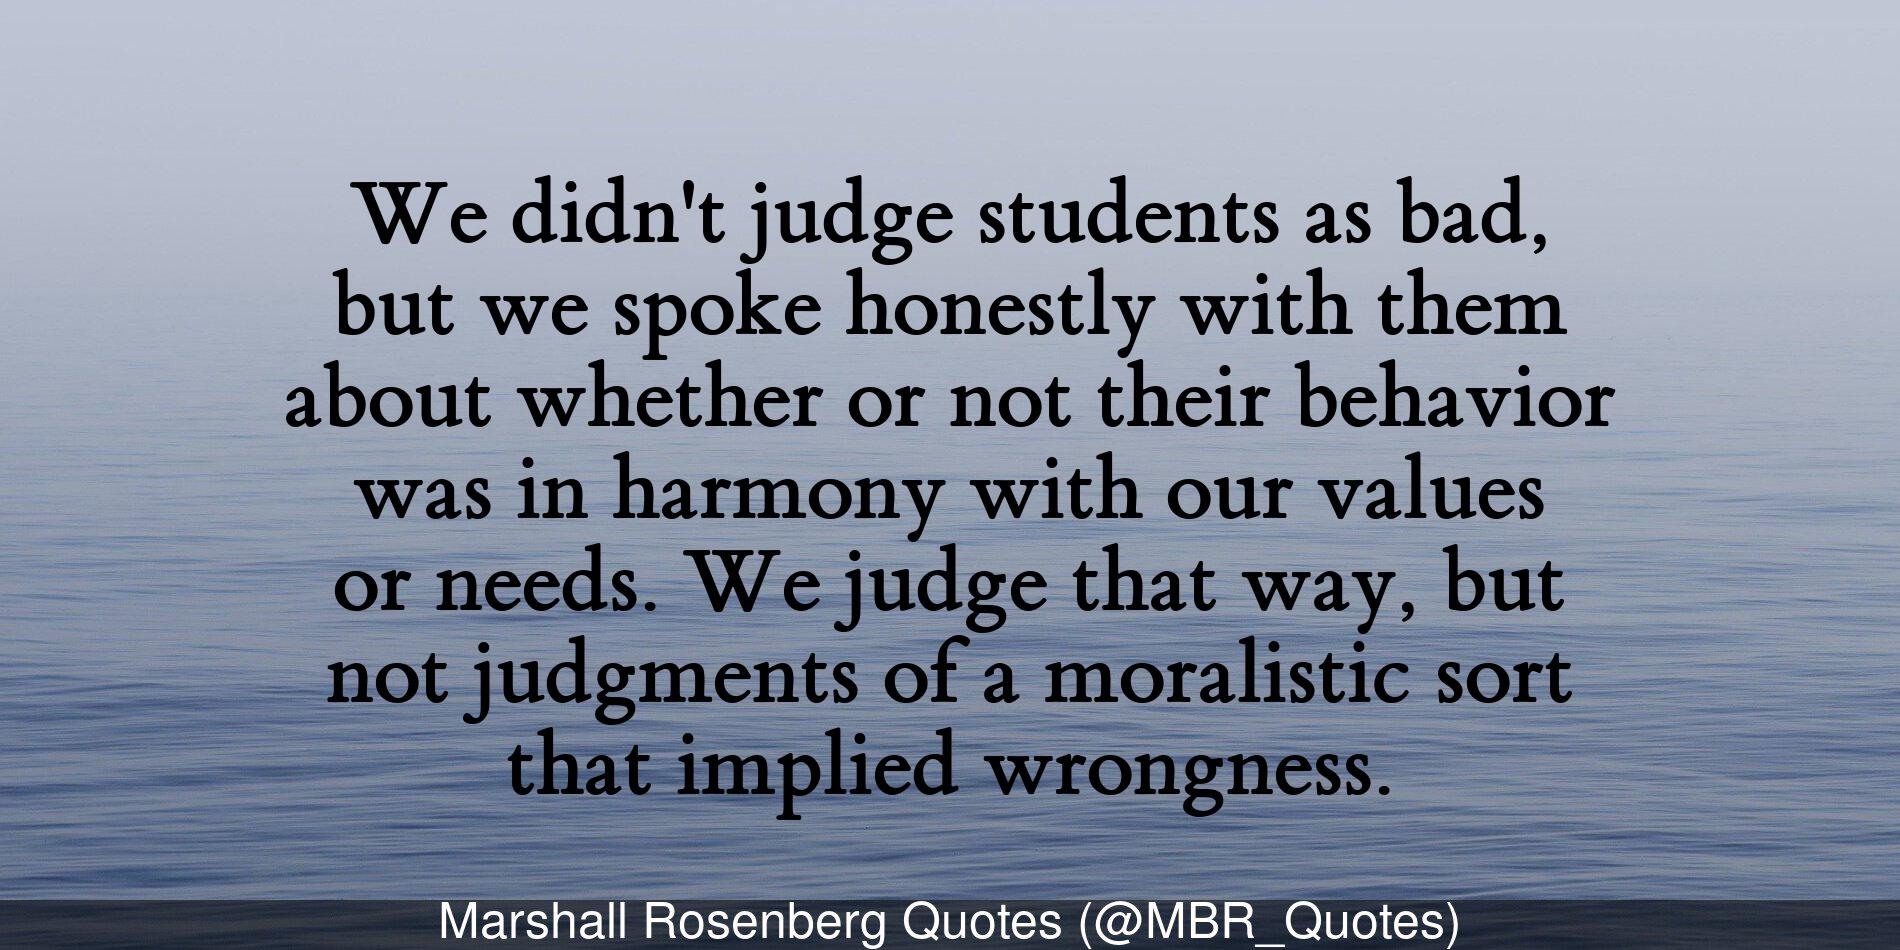 We didn't judge students as bad,
but we spoke honestly with them
about whether or not their behavior
was in harmony with our values
or needs. We judge that way, but
not judgments of a moralistic sort
that implied wrongness.
Marshall Rosenberg Quotes (@MBR_Quotes)